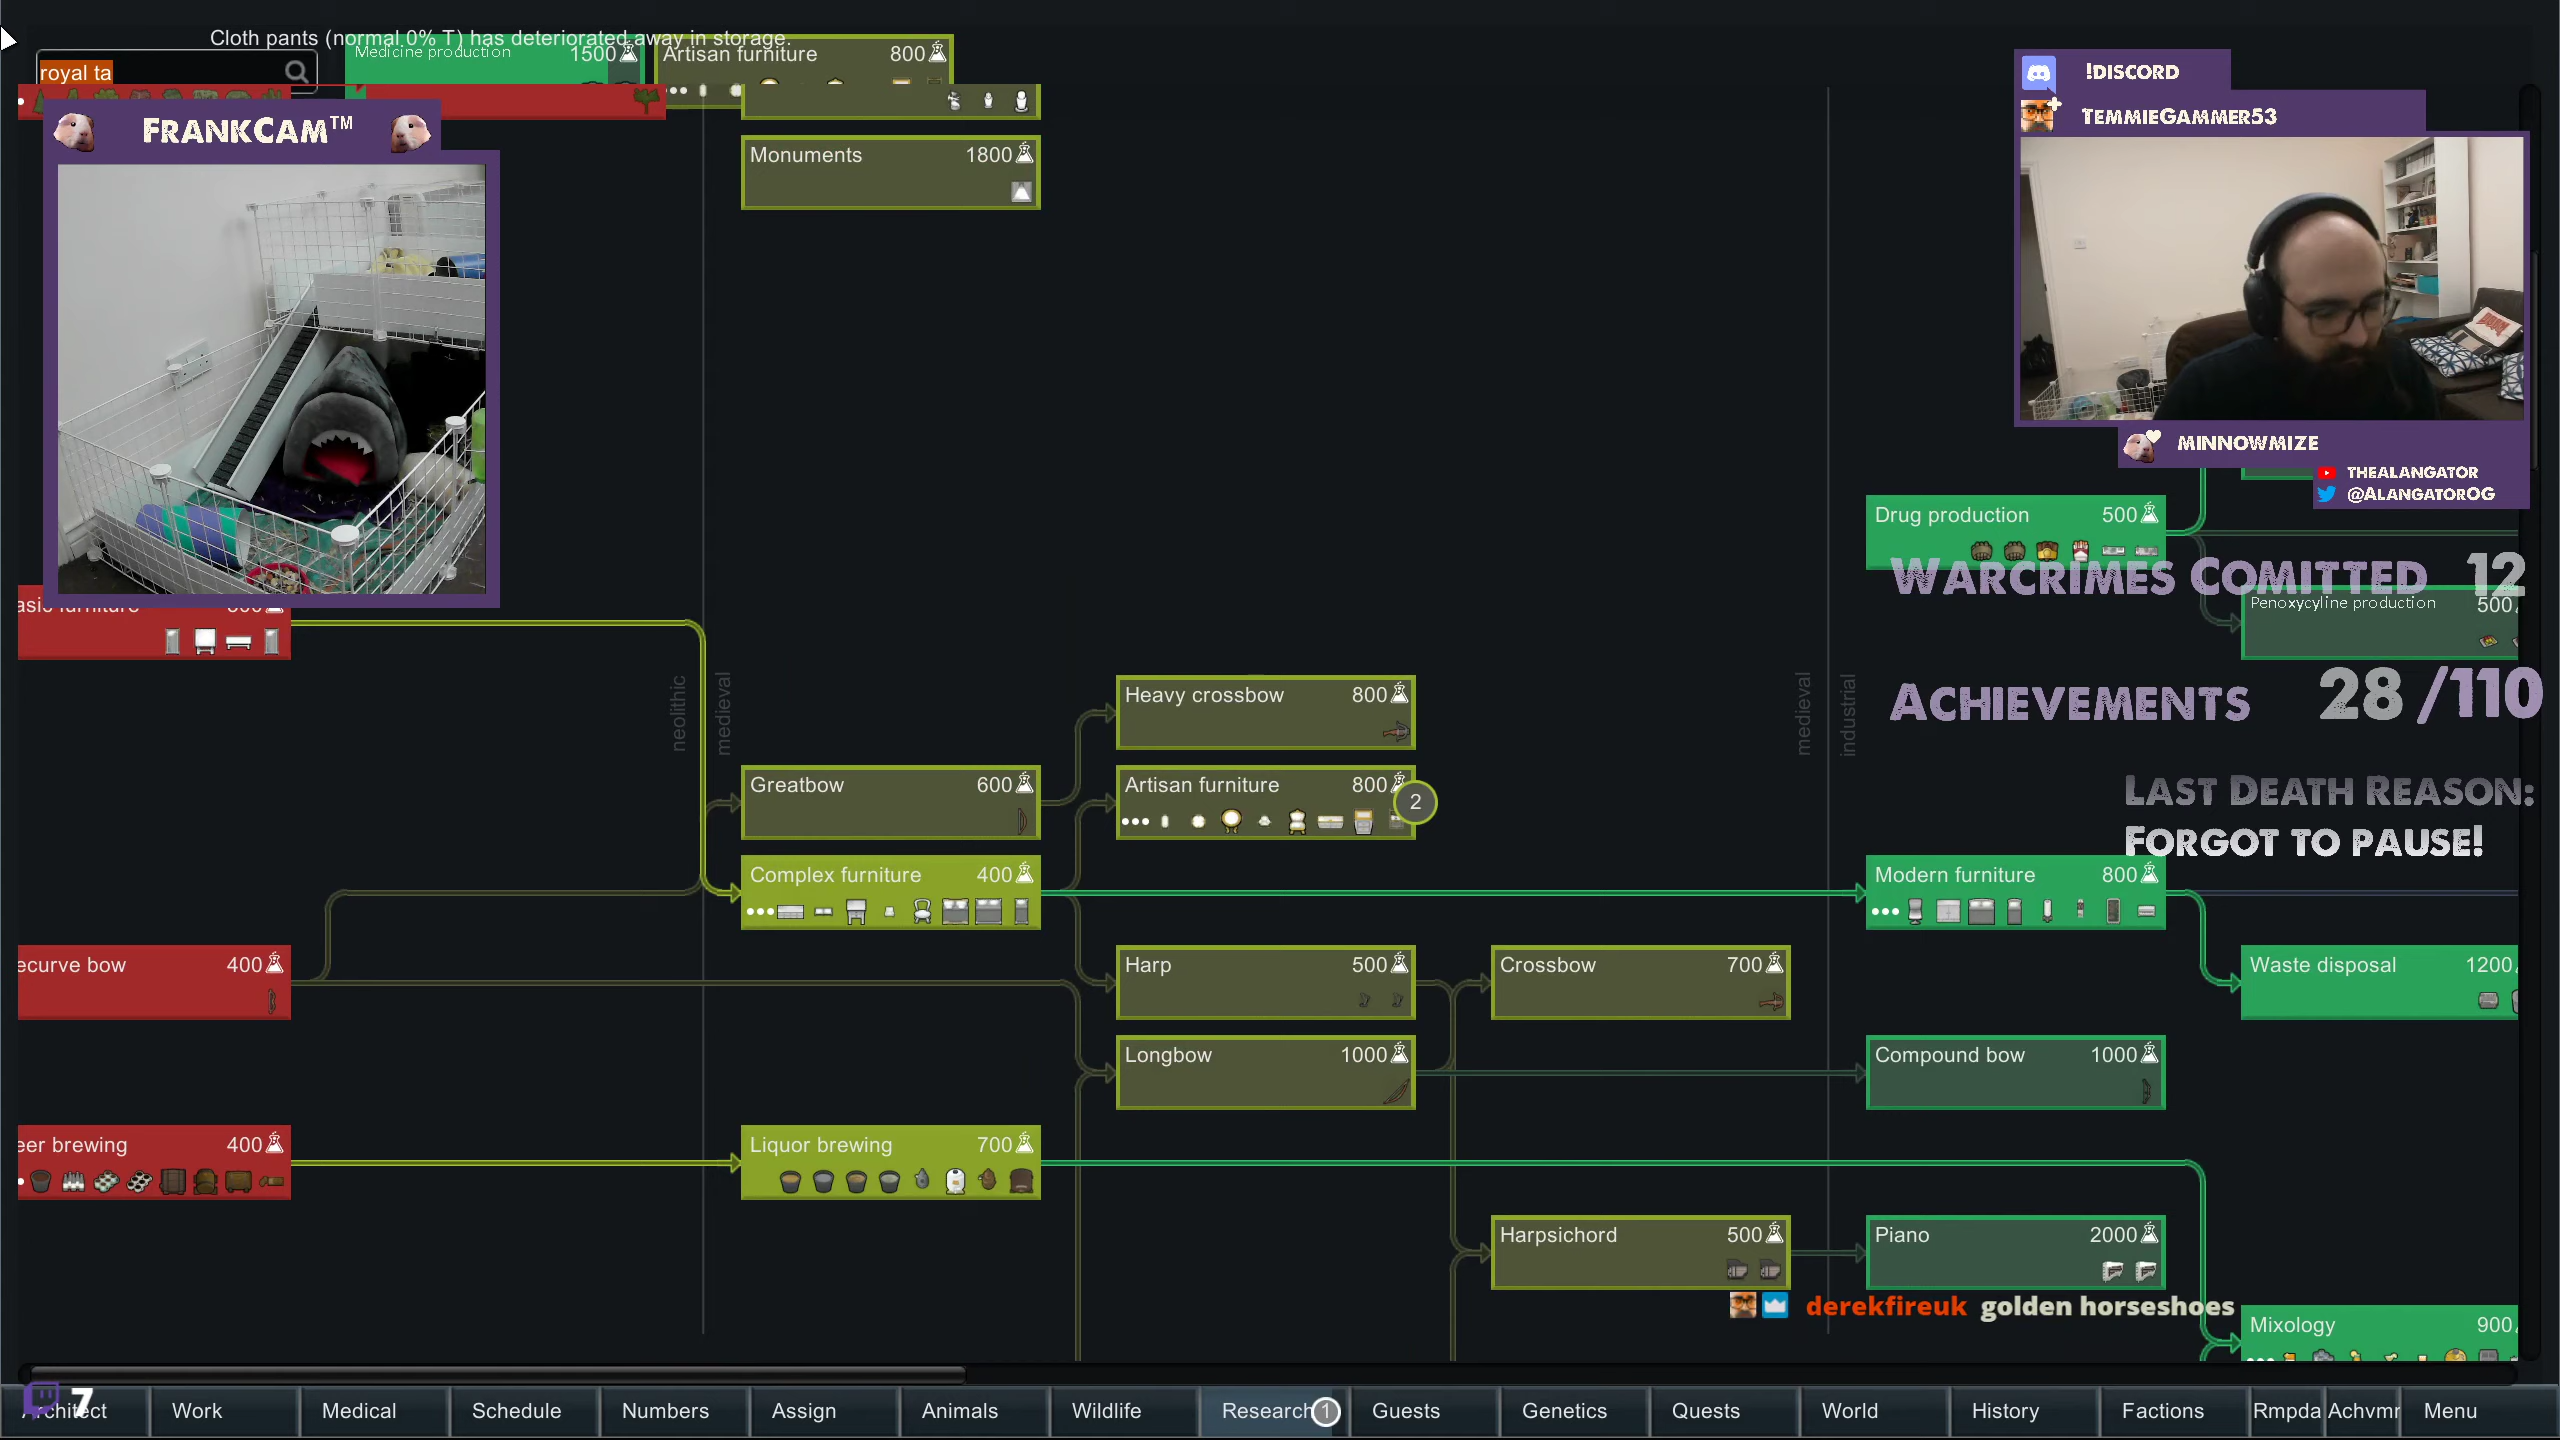 Cloth pants (normal 0% T) has deteriorated away in storage.
royal ta
Medicine production 1500
Artisan furniture 800
FRANKCAM™
Monuments 1800
!DISCORD
TEMMIEGAMMER53
MINNOWMIZE
THEALANGATOR
@ALANGATOROG
Drug production 500
WARCRIMES COMITTED 12
Penoxycyline production 500
ACHIEVEMENTS 28/110
LAST DEATH REASON:
FORGOT TO PAUSE!
neolithic
medieval
medieval
industrial
Heavy crossbow 800
Greatbow 600
Artisan furniture 800
2
Complex furniture 400
Modern furniture 800
ecurve bow 400
Harp 500
Crossbow 700
Waste disposal 1200
Longbow 1000
Compound bow 1000
eer brewing 400
Liquor brewing 700
Harpsichord 500
Piano 2000
derekfireuk golden horseshoes
Mixology 900
7
Architect
Work
Medical
Schedule
Numbers
Assign
Animals
Wildlife
Research 1
Guests
Genetics
Quests
World
History
Factions
Rmpda
Achvmr
Menu